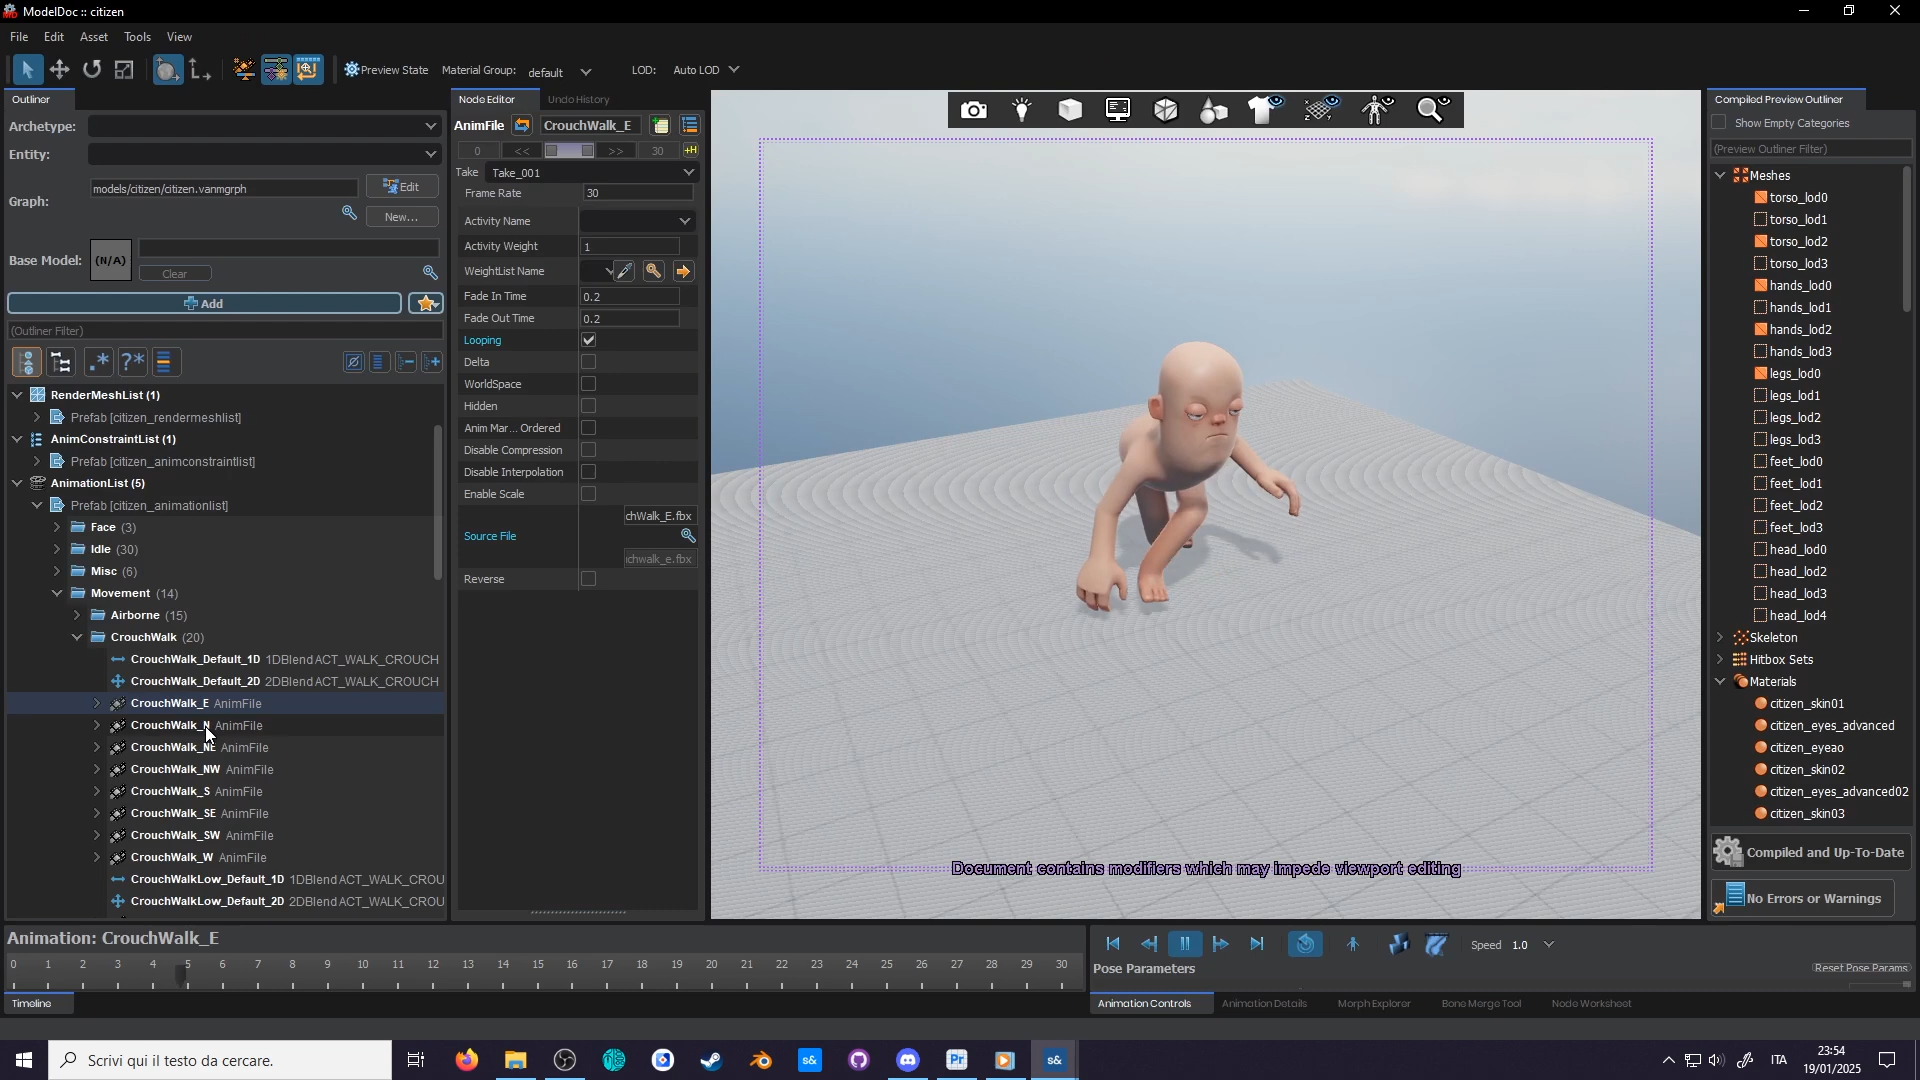 ModelDoc :: citizen
File Edit Asset Tools View
Preview State Material Group: default LOD: Auto LOD
Outliner
Archetype:
Entity:
Graph: models/citizen/citizen.vanmgrph Edit
New...
Base Model: (N/A)
Clear
Add
(Outliner Filter)
RenderMeshList (1)
Prefab [citizen_rendermeshlist]
AnimConstraintList (1)
Prefab [citizen_animconstraintlist]
AnimationList (5)
Prefab [citizen_animationlist]
Face (3)
Idle (30)
Misc (6)
Movement (14)
Airborne (15)
CrouchWalk (20)
CrouchWalk_Default_1D 1DBlend ACT_WALK_CROUCH
CrouchWalk_Default_2D 2DBlend ACT_WALK_CROUCH
CrouchWalk_E AnimFile
CrouchWalk_N AnimFile
CrouchWalk_NE AnimFile
CrouchWalk_NW AnimFile
CrouchWalk_S AnimFile
CrouchWalk_SE AnimFile
CrouchWalk_SW AnimFile
CrouchWalk_W AnimFile
CrouchWalkLow_Default_1D 1DBlend ACT_WALK_CROU
CrouchWalkLow_Default_2D 2DBlend ACT_WALK_CROU
Node Editor Undo History
AnimFile CrouchWalk_E
0 << >> 30 +H
Take Take_001
Frame Rate 30
Activity Name
Activity Weight 1
WeightList Name
Fade In Time 0.2
Fade Out Time 0.2
Looping
Delta
WorldSpace
Hidden
Anim Mar... Ordered
Disable Compression
Disable Interpolation
Enable Scale
chWalk_E.fbx
Source File
chwalk_e.fbx
Reverse
Document contains modifiers which may impede viewport editing
Compiled Preview Outliner
Show Empty Categories
(Preview Outliner Filter)
Meshes
torso_lod0
torso_lod1
torso_lod2
torso_lod3
hands_lod0
hands_lod1
hands_lod2
hands_lod3
legs_lod0
legs_lod1
legs_lod2
legs_lod3
feet_lod0
feet_lod1
feet_lod2
feet_lod3
head_lod0
head_lod2
head_lod3
head_lod4
Skeleton
Hitbox Sets
Materials
citizen_skin01
citizen_eyes_advanced
citizen_eyeao
citizen_skin02
citizen_eyes_advanced02
citizen_skin03
Compiled and Up-To-Date
No Errors or Warnings
Animation: CrouchWalk_E
0 1 2 3 4 5 6 7 8 9 10 11 12 13 14 15 16 17 18 19 20 21 22 23 24 25 26 27 28 29 30
Timeline
Speed 1.0
Pose Parameters Reset Pose Params
Animation Controls Animation Details Morph Explorer Bone Merge Tool Node Worksheet
Scrivi qui il testo da cercare.
s& Pr s&
ITA
23:54
19/01/2025